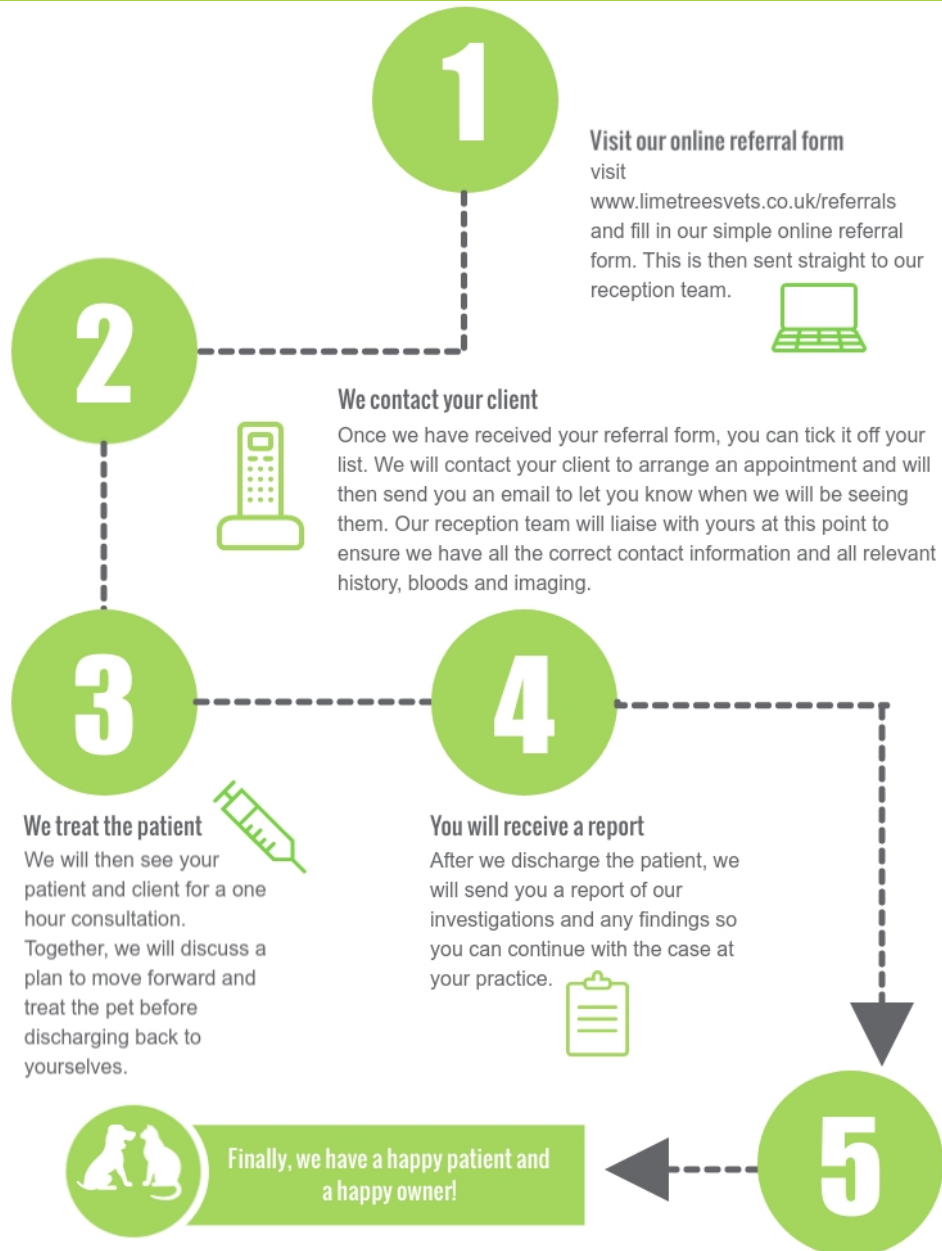 1
Visit our online referral form
visit
www.limetreesvets.co.uk/referrals
and fill in our simple online referral
form. This is then sent straight to our
reception team.
2
We contact your client
Once we have received your referral form, you can tick it off your
list. We will contact your client to arrange an appointment and will
then send you an email to let you know when we will be seeing
them. Our reception team will liaise with yours at this point to
ensure we have all the correct contact information and all relevant
history, bloods and imaging.
3
We treat the patient
We will then see your
patient and client for a one
hour consultation.
Together, we will discuss a
plan to move forward and
treat the pet before
discharging back to
yourselves.
4
You will receive a report
After we discharge the patient, we
will send you a report of our
investigations and any findings so
you can continue with the case at
your practice.
5
Finally, we have a happy patient and
a happy owner!